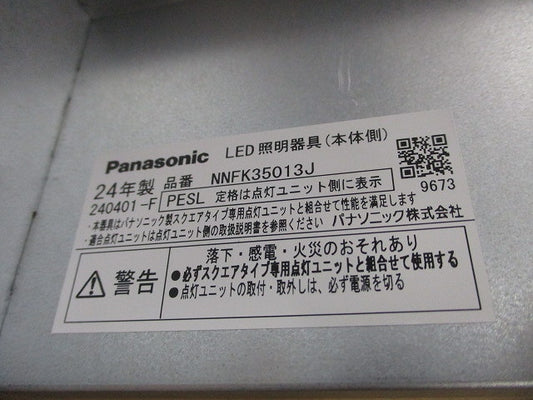 Panasonic LED照明器具(本体側)
24年製 品番 NNFK35013J
240401-F PESL 定格は点灯ユニット側に表示
9673
・本器具はパナソニック製スクエアタイプ専用点灯ユニットと組合せて性能を満足します
・適合点灯ユニットは点灯ユニット側の取扱説明書を参照ください パナソニック株式会社
警告
落下・感電・火災のおそれあり
●必ずスクエアタイプ専用点灯ユニットと組合せて使用する
●点灯ユニットの取付・取外しは、必ず電源を切る